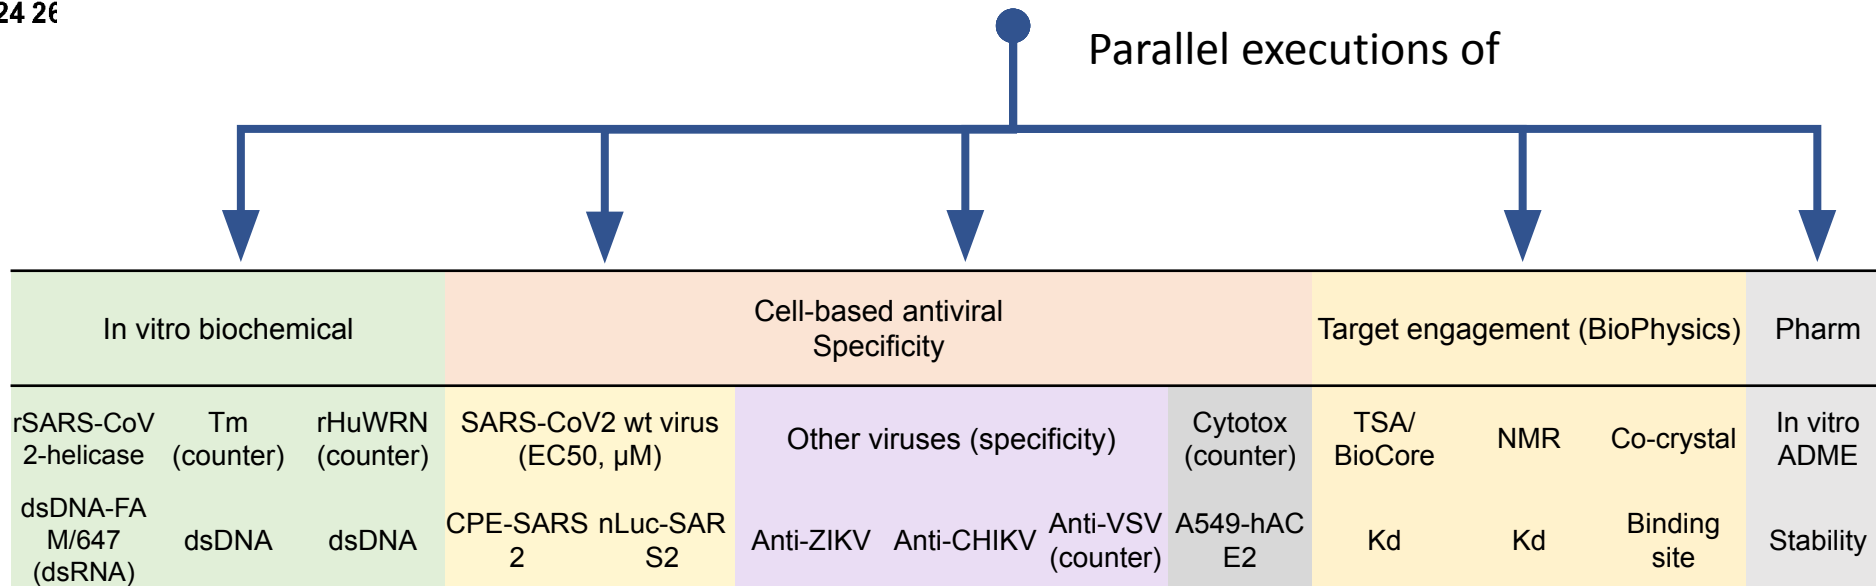 24 26
Parallel executions of
In vitro biochemical
Cell-based antiviral
Specificity
Target engagement (BioPhysics)
Pharm
rSARS-CoV
2-helicase
Tm
(counter)
rHuWRN
(counter)
SARS-CoV2 wt virus
(EC50, µM)
Other viruses (specificity)
Cytotox
(counter)
TSA/
BioCore
NMR
Co-crystal
In vitro
ADME
dsDNA-FA
M/647
(dsRNA)
dsDNA
dsDNA
CPE-SARS
2
nLuc-SAR
S2
Anti-ZIKV
Anti-CHIKV
Anti-VSV
(counter)
A549-hAC
E2
Kd
Kd
Binding
site
Stability